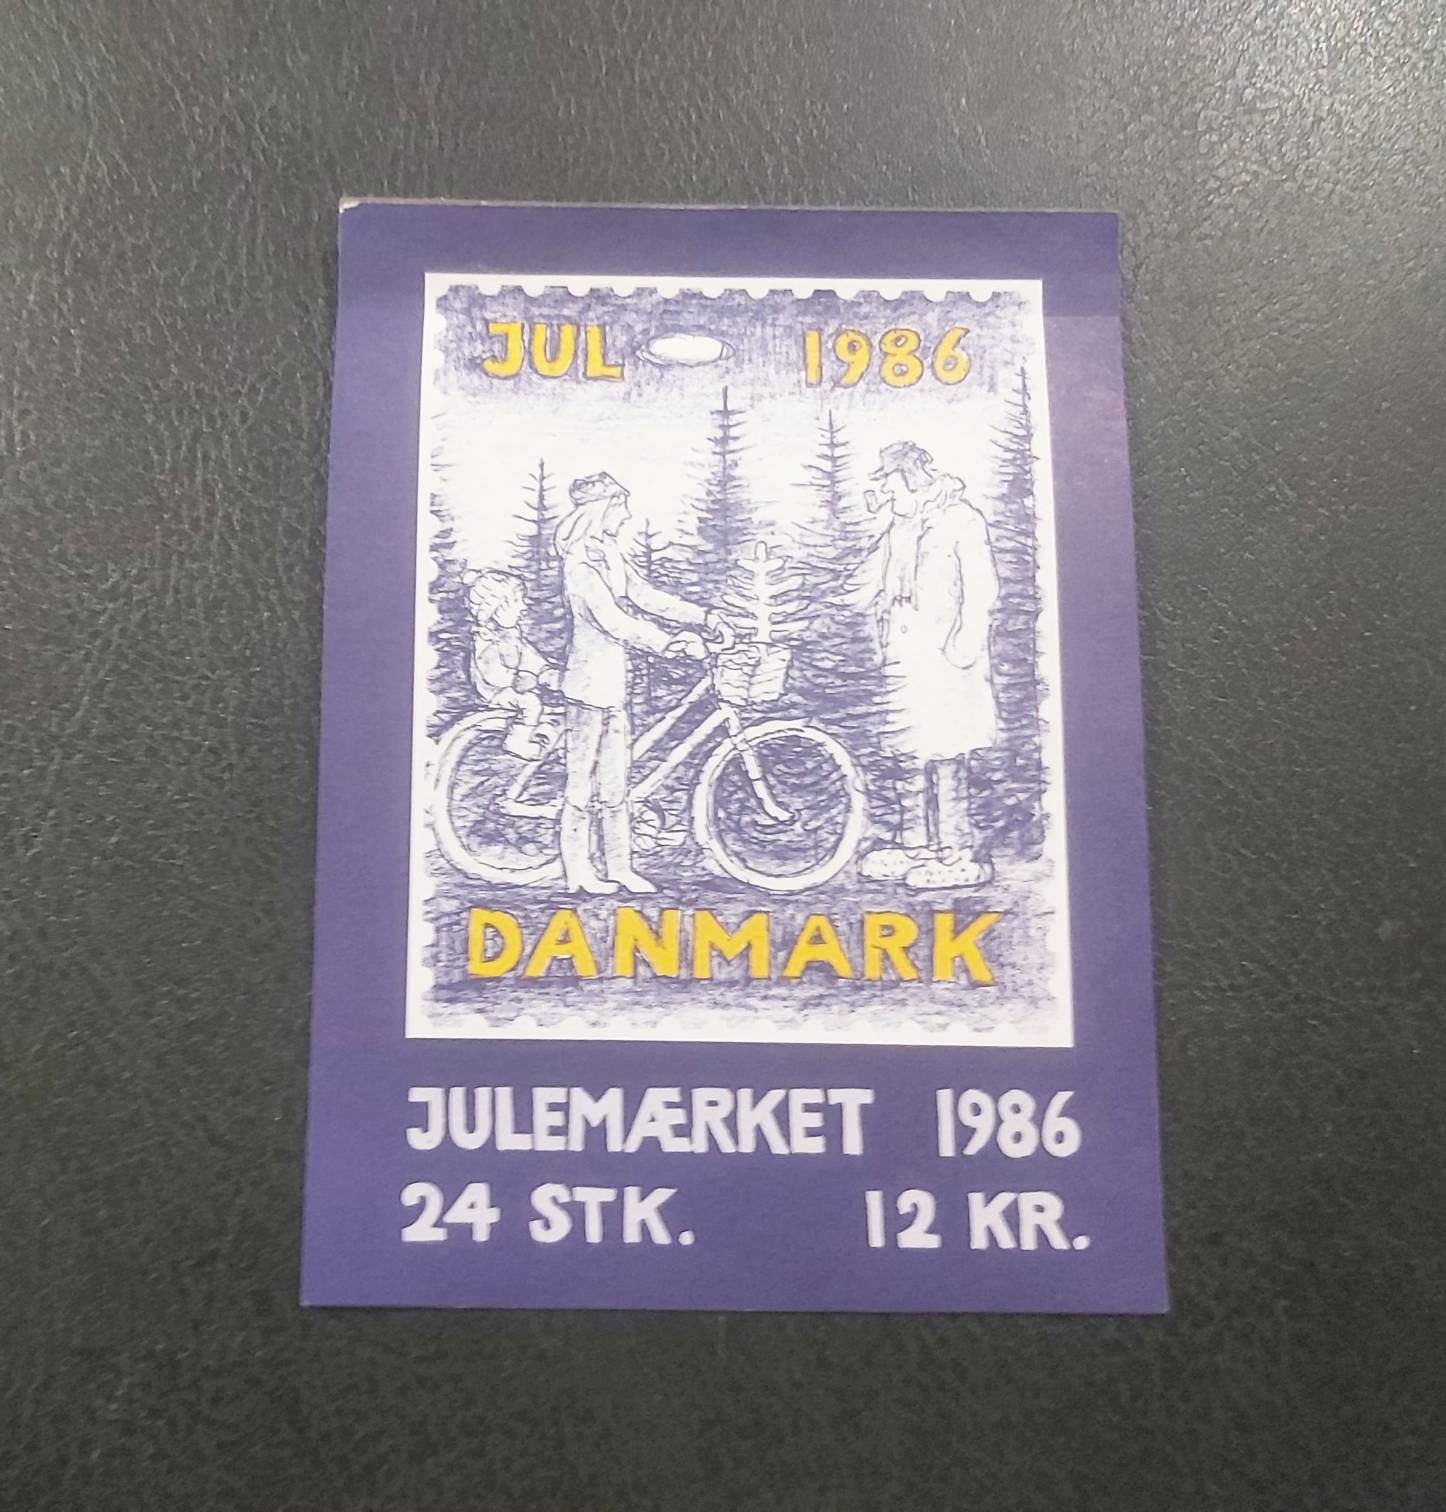 JUL 1986
DANMARK
JULEMÆRKET 1986
24 STK. 12 KR.